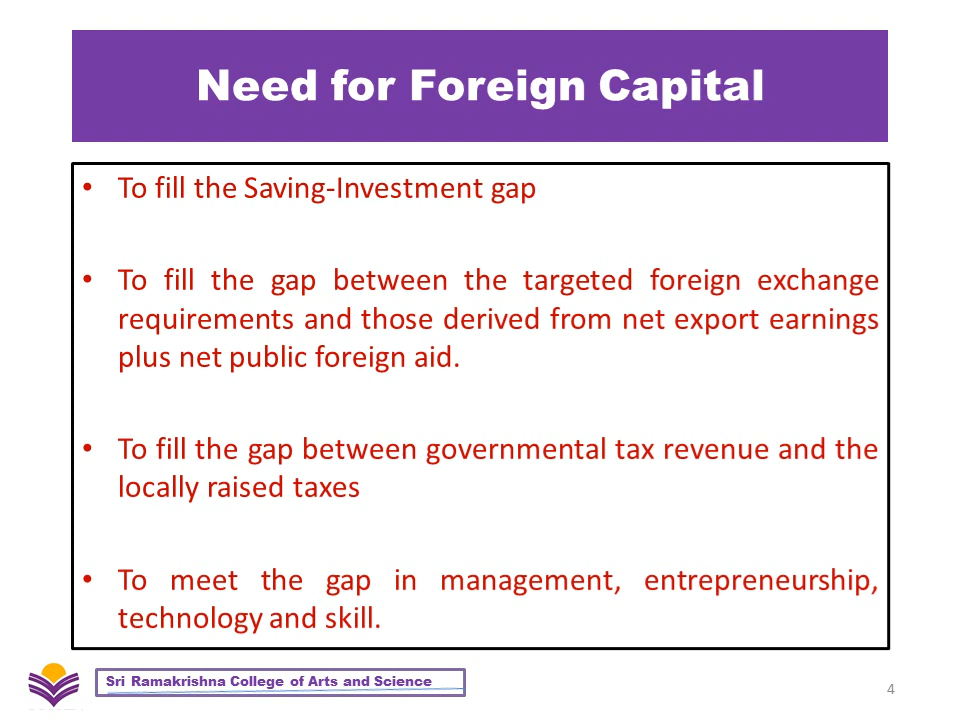 Need for Foreign Capital
• To fill the Saving-Investment gap
• To fill the gap between the targeted foreign exchange
requirements and those derived from net export earnings
plus net public foreign aid.
• To fill the gap between governmental tax revenue and the
locally raised taxes
• To meet the gap in management, entrepreneurship,
technology and skill.
Sri Ramakrishna College of Arts and Science
4